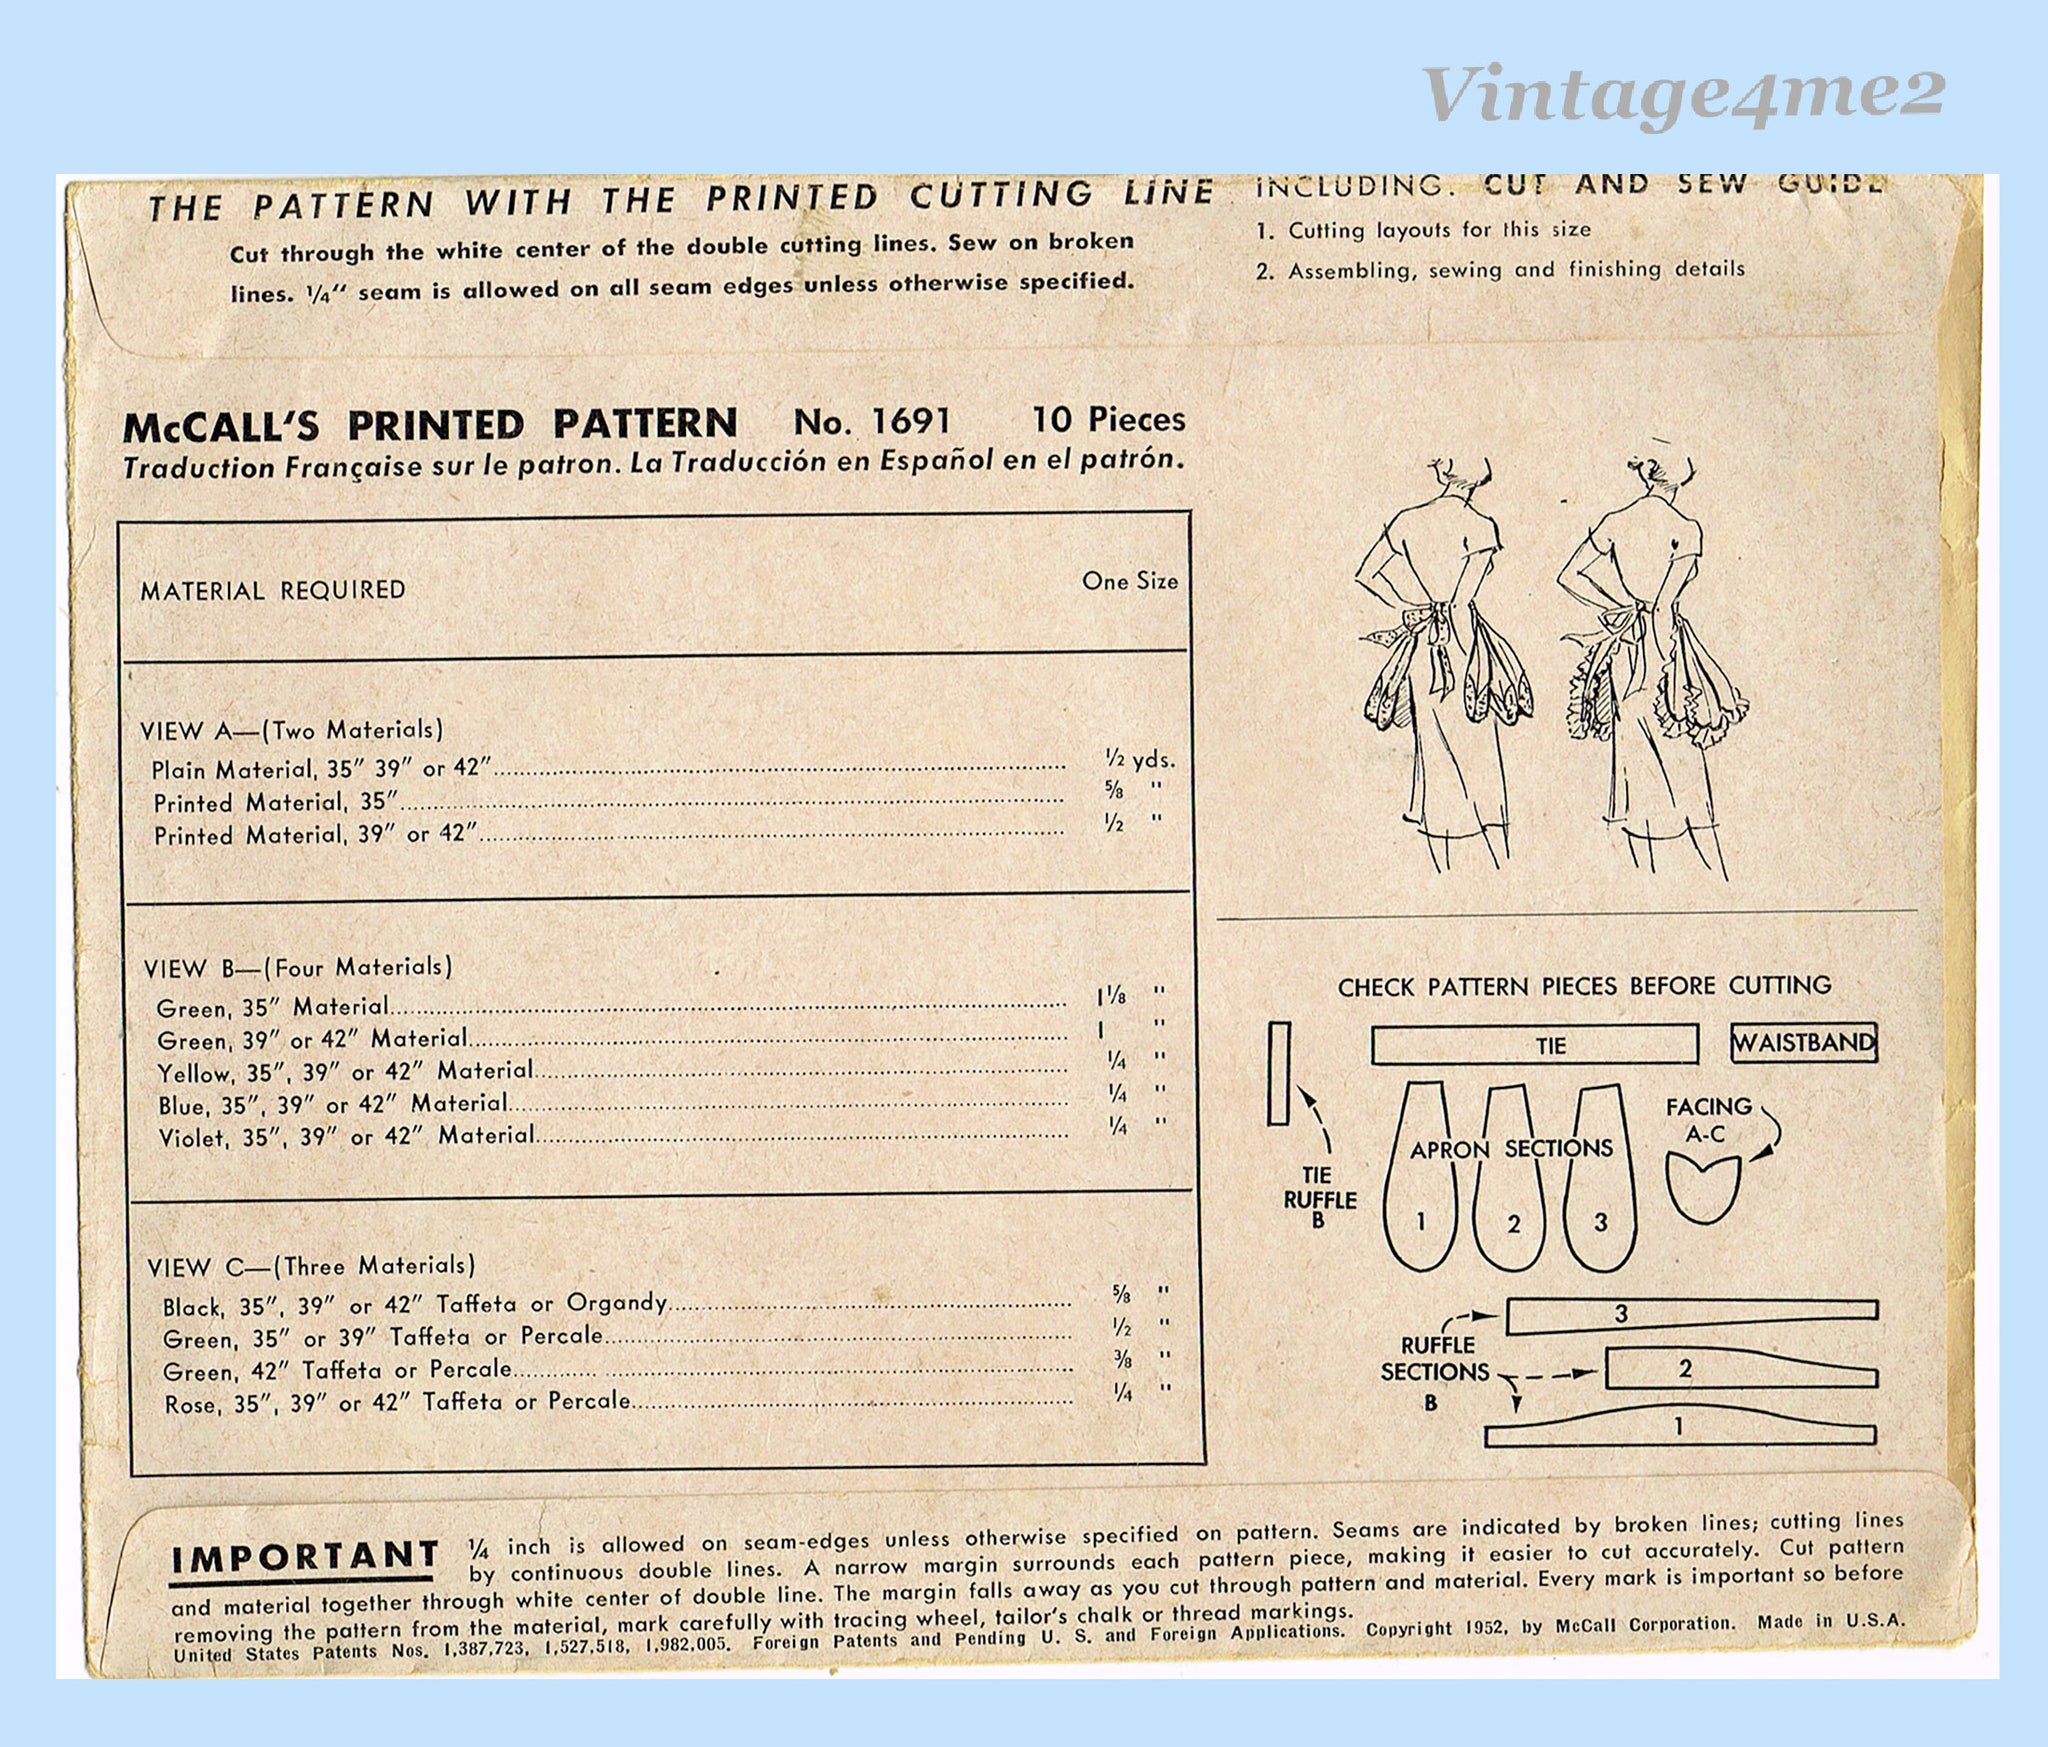 Vintage4me2
THE PATTERN WITH THE PRINTED CUTTING LINE
Cut through the white center of the double cutting lines. Sew on broken
lines. ¼" seam is allowed on all seam edges unless otherwise specified.
INCLUDING. CUT AND SEW GUIDE
1. Cutting layouts for this size
2. Assembling, sewing and finishing details
McCALL'S PRINTED PATTERN No. 1691 10 Pieces
Traduction Française sur le patron. La Traducción en Español en el patrón.
MATERIAL REQUIRED One Size
VIEW A—(Two Materials)
Plain Material, 35" 39" or 42" ½ yds.
Printed Material, 35" ⅝ "
Printed Material, 39" or 42" ½ "
VIEW B—(Four Materials)
Green, 35" Material 1⅛ "
Green, 39" or 42" Material 1 "
Yellow, 35", 39" or 42" Material ¼ "
Blue, 35", 39" or 42" Material ¼ "
Violet, 35", 39" or 42" Material ¼ "
VIEW C—(Three Materials)
Black, 35", 39" or 42" Taffeta or Organdy ⅝ "
Green, 35" or 39" Taffeta or Percale ½ "
Green, 42" Taffeta or Percale ⅜ "
Rose, 35", 39" or 42" Taffeta or Percale ¼ "
CHECK PATTERN PIECES BEFORE CUTTING
TIE
WAISTBAND
TIE
RUFFLE
B
APRON SECTIONS
1 2 3
FACING
A-C
RUFFLE
SECTIONS
B
3
2
1
IMPORTANT ¼ inch is allowed on seam-edges unless otherwise specified on pattern. Seams are indicated by broken lines; cutting lines
by continuous double lines. A narrow margin surrounds each pattern piece, making it easier to cut accurately. Cut pattern
and material together through white center of double line. The margin falls away as you cut through pattern and material. Every mark is important so before
removing the pattern from the material, mark carefully with tracing wheel, tailor's chalk or thread markings.
United States Patents Nos. 1,387,723, 1,527,518, 1,982,005. Foreign Patents and Pending U. S. and Foreign Applications. Copyright 1952, by McCall Corporation. Made in U.S.A.